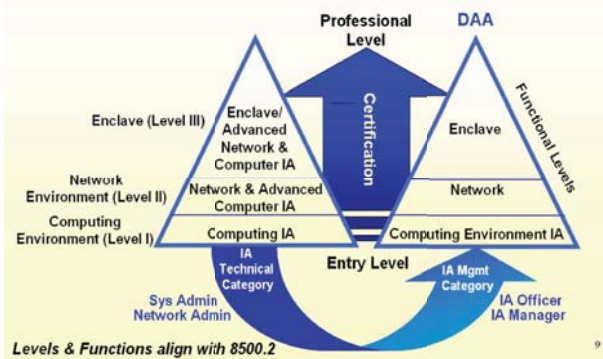 Professional
Level
DAA
Enclave (Level III)
Enclave/
Advanced
Network &
Computer IA
Certification
Enclave
Functional Levels
Network
Environment (Level II)
Network & Advanced
Computer IA
Network
Computing
Environment (Level I)
Computing IA
Computing Environment IA
IA
Technical
Category
Entry Level
IA Mgmt
Category
Sys Admin
Network Admin
IA Officer
IA Manager
Levels & Functions align with 8500.2
9